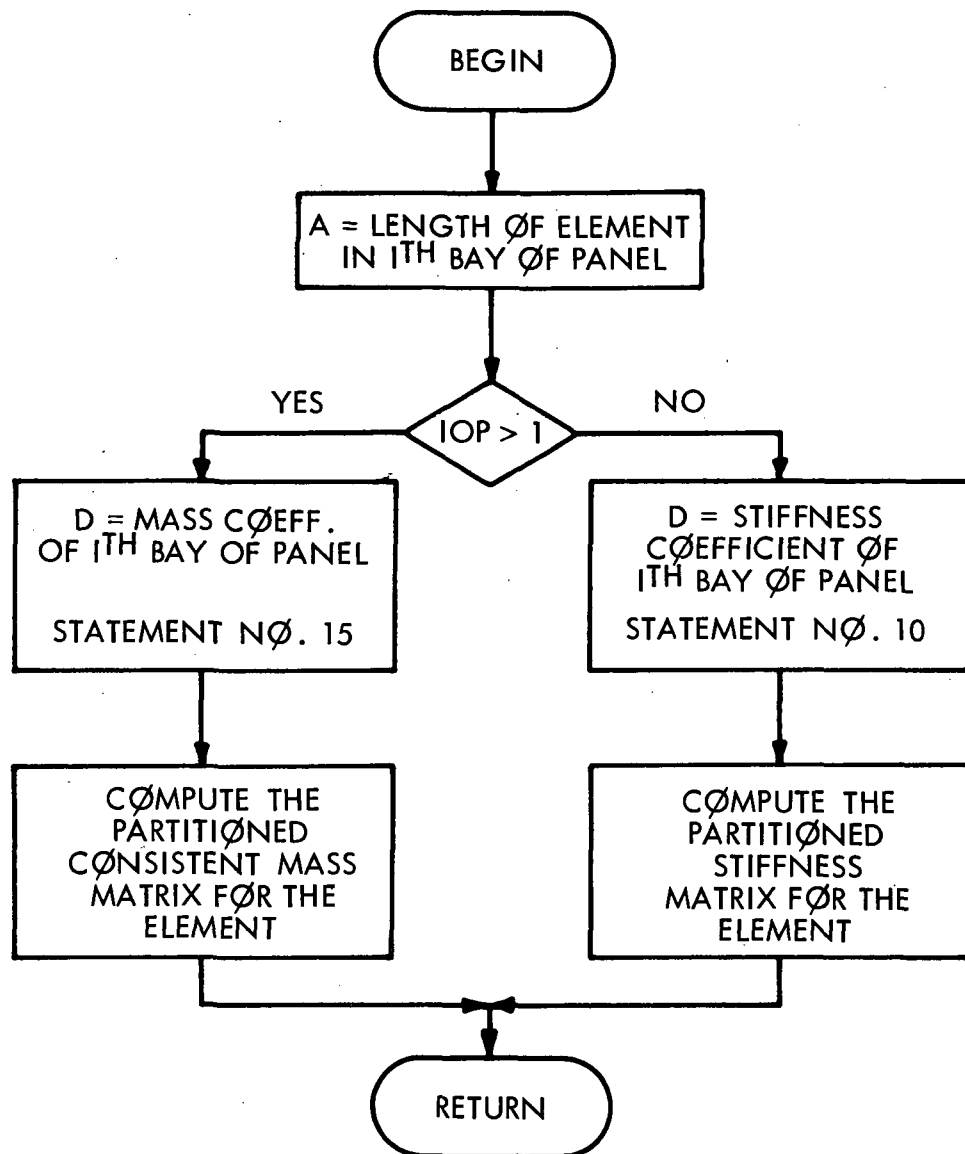 BEGIN
A = LENGTH ØF ELEMENT
IN ITH BAY ØF PANEL
IOP > 1
YES
NO
D = MASS CØEFF.
OF ITH BAY OF PANEL
STATEMENT NØ. 15
D = STIFFNESS
CØEFFICIENT ØF
ITH BAY ØF PANEL
STATEMENT NØ. 10
CØMPUTE THE
PARTITIØNED
CØNSISTENT MASS
MATRIX FØR THE
ELEMENT
CØMPUTE THE
PARTITIØNED
STIFFNESS
MATRIX FØR THE
ELEMENT
RETURN